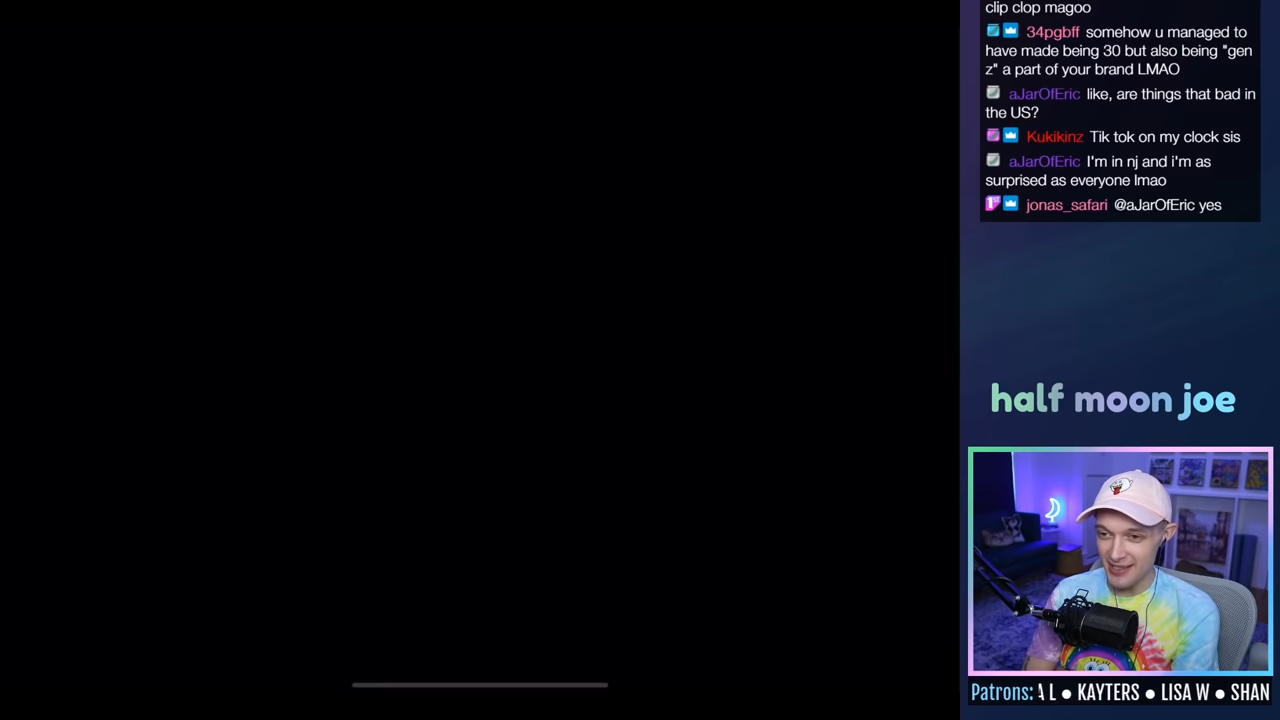 clip clop magoo
34pgbff somehow u managed to
have made being 30 but also being "gen
z" a part of your brand LMAO
aJarOfEric like, are things that bad in
the US?
Kukikinz Tik tok on my clock sis
aJarOfEric I'm in nj and i'm as
surprised as everyone lmao
1st jonas_safari @aJarOfEric yes
half moon joe
Patrons: L ● KAYTERS ● LISA W ● SHAN